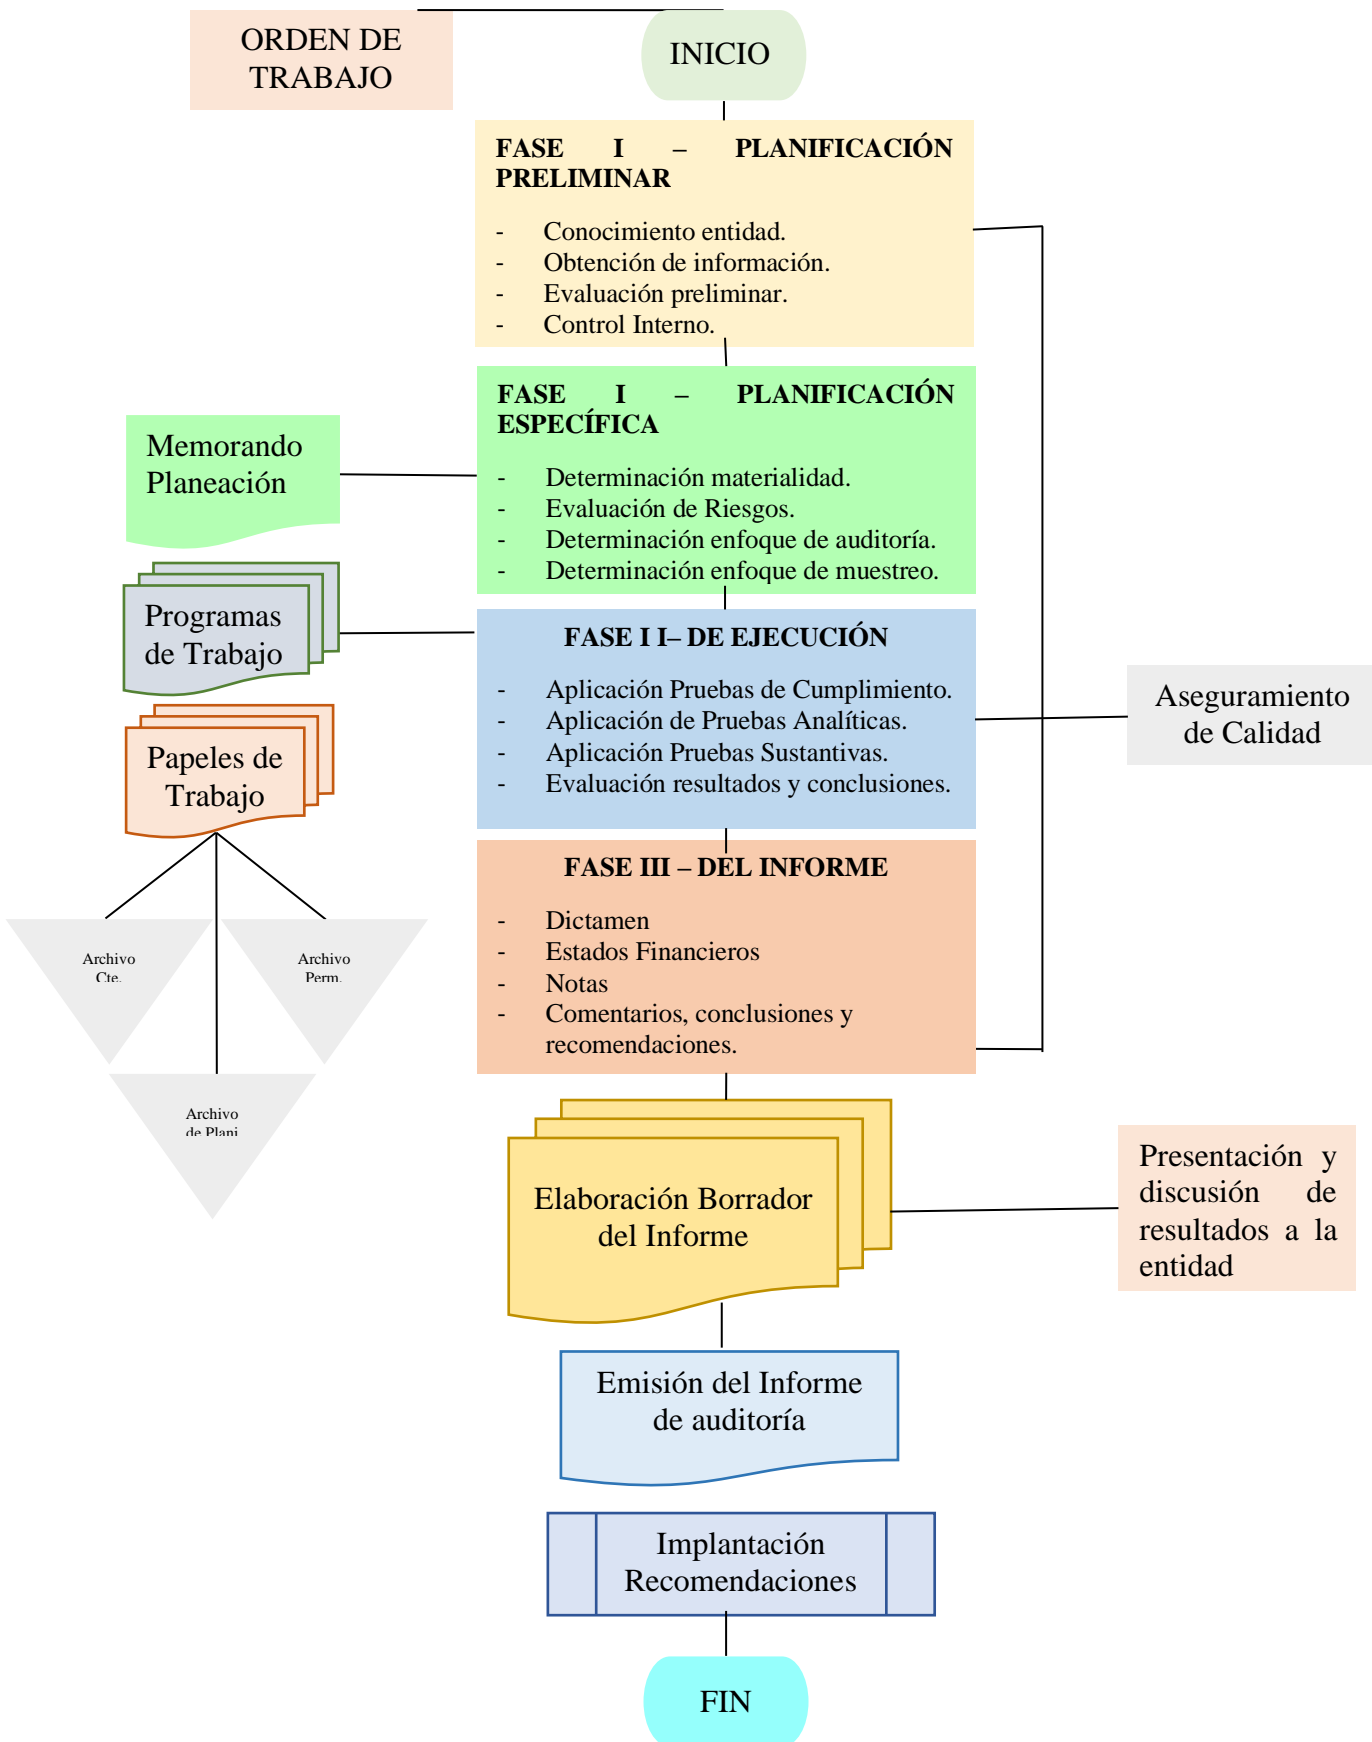 ORDEN DE
TRABAJO
INICIO
FASE I – PLANIFICACIÓN
PRELIMINAR
- Conocimiento entidad.
- Obtención de información.
- Evaluación preliminar.
- Control Interno.
FASE I – PLANIFICACIÓN
ESPECÍFICA
- Determinación materialidad.
- Evaluación de Riesgos.
- Determinación enfoque de auditoría.
- Determinación enfoque de muestreo.
Memorando
Planeación
Programas
de Trabajo
FASE I I– DE EJECUCIÓN
- Aplicación Pruebas de Cumplimiento.
- Aplicación de Pruebas Analíticas.
- Aplicación Pruebas Sustantivas.
- Evaluación resultados y conclusiones.
Aseguramiento
de Calidad
Papeles de
Trabajo
Archivo
Cte.
Archivo
Perm.
Archivo
de Plani
FASE III – DEL INFORME
- Dictamen
- Estados Financieros
- Notas
- Comentarios, conclusiones y
recomendaciones.
Elaboración Borrador
del Informe
Presentación y
discusión de
resultados a la
entidad
Emisión del Informe
de auditoría
Implantación
Recomendaciones
FIN